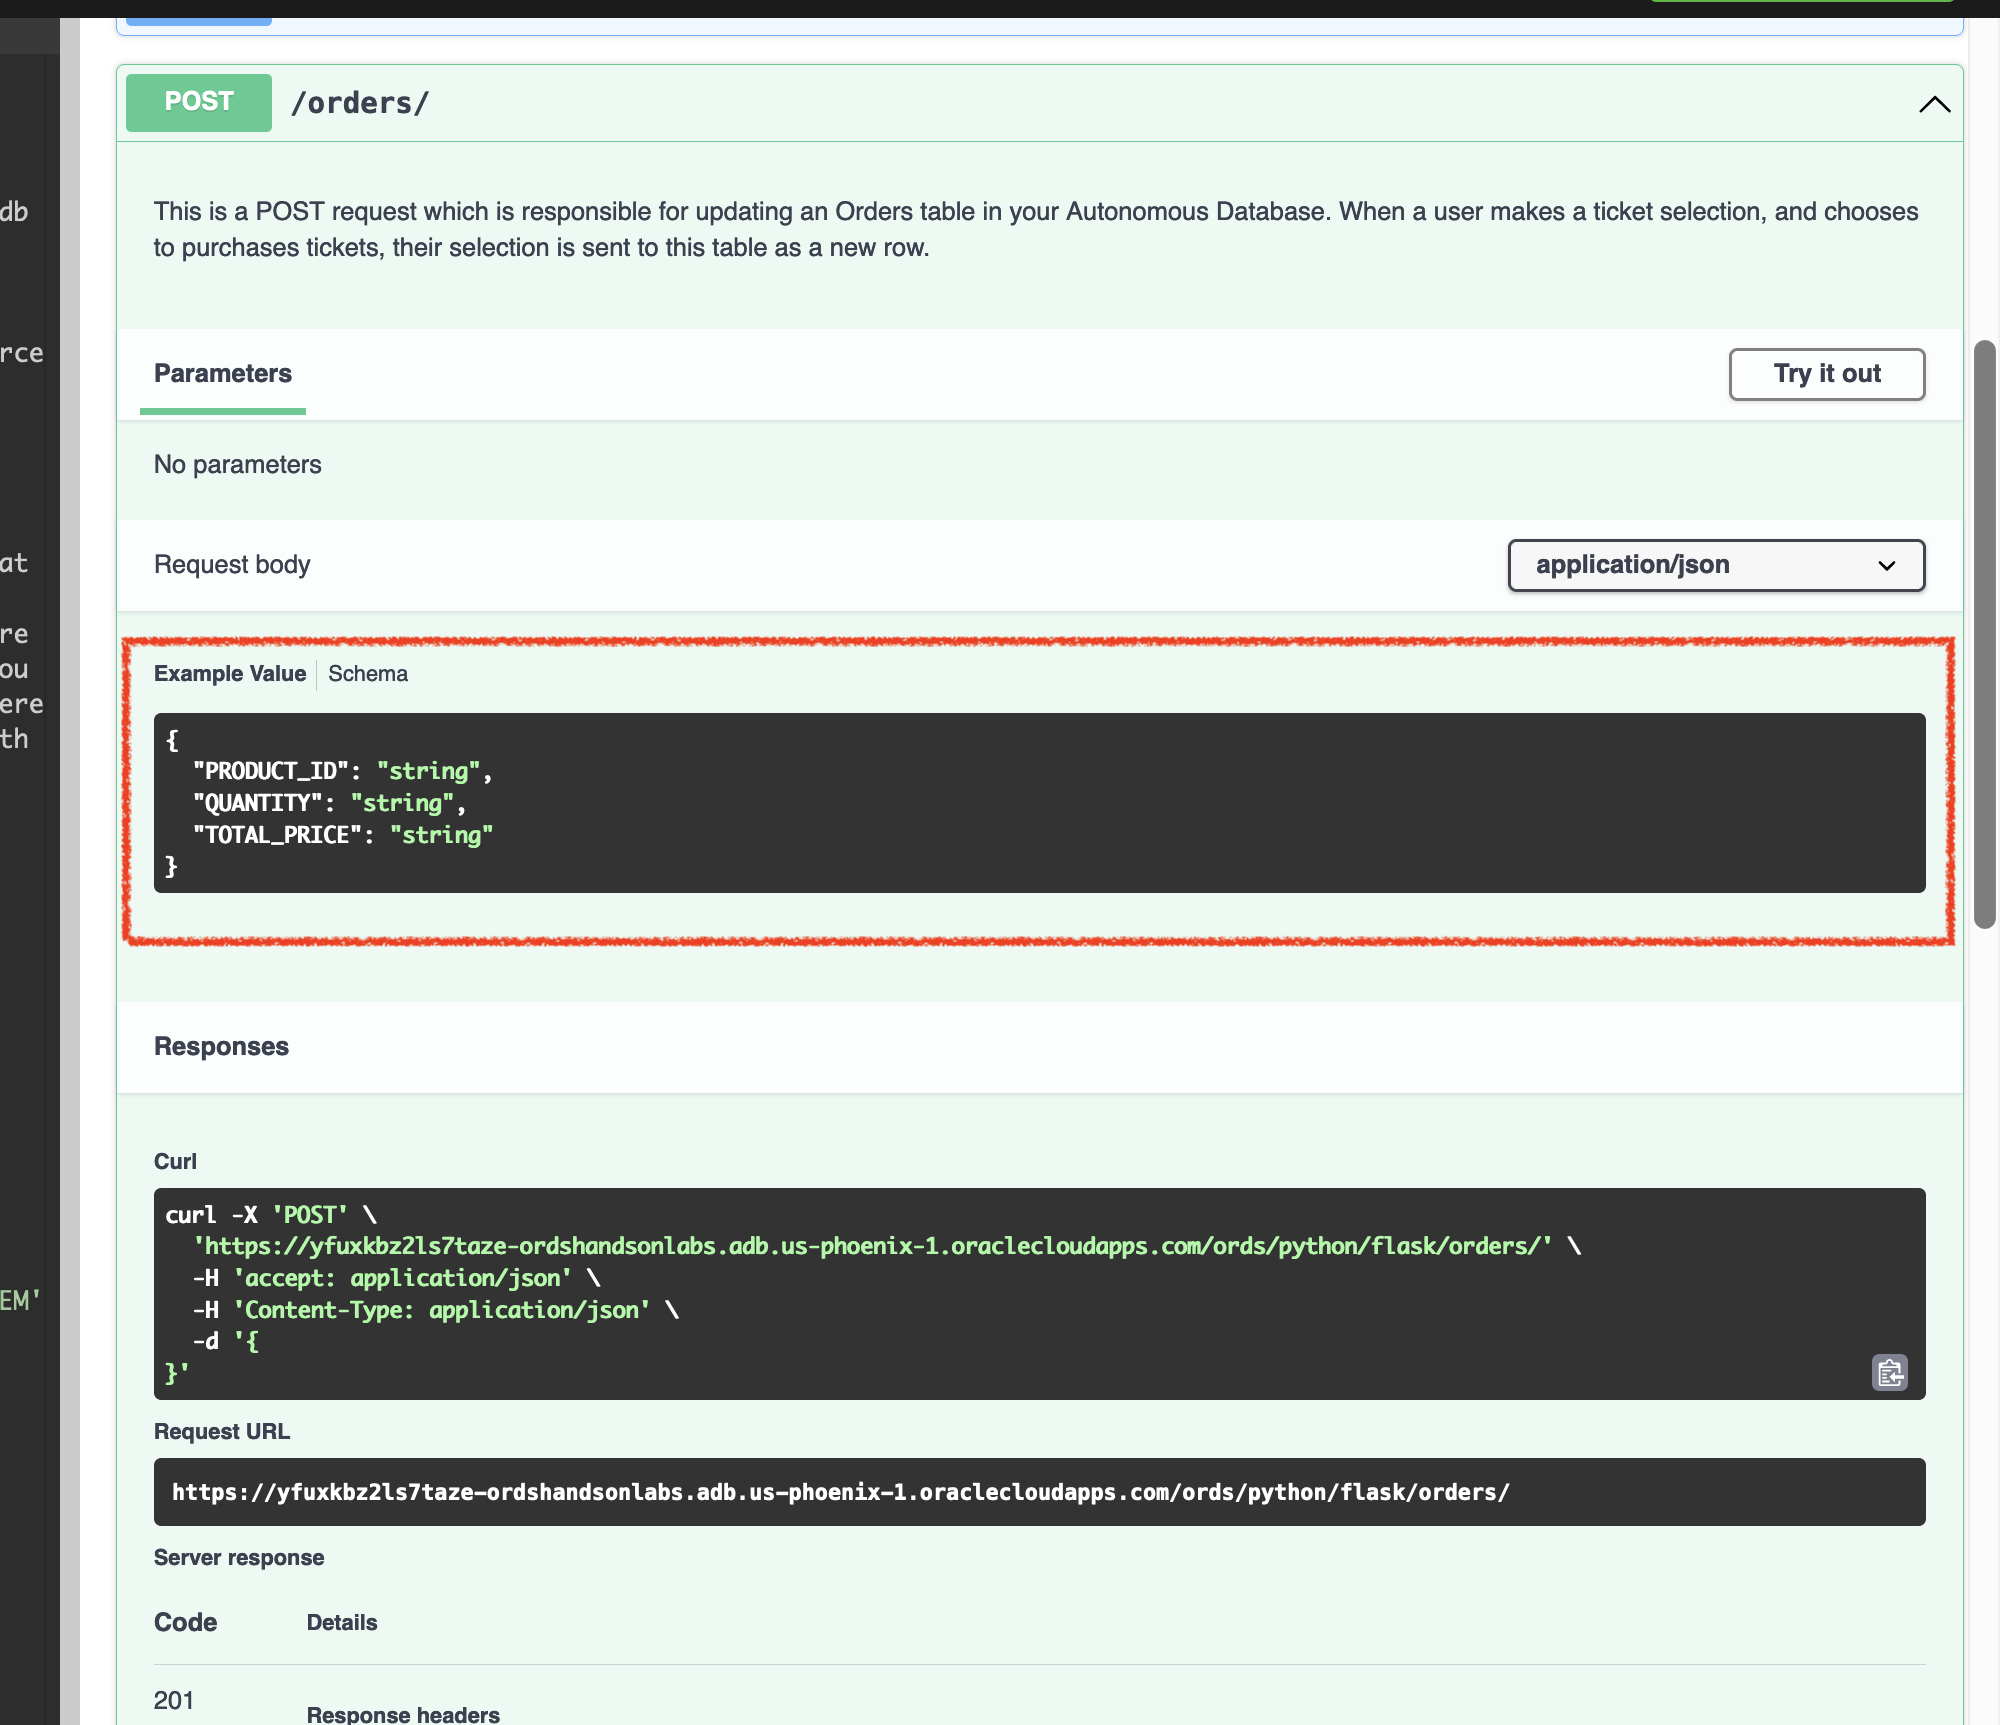 POST /orders/
This is a POST request which is responsible for updating an Orders table in your Autonomous Database. When a user makes a ticket selection, and chooses
to purchases tickets, their selection is sent to this table as a new row.
db
rce
Parameters
Try it out
No parameters
at
Request body
application/json
re
ou
ere
th
Example Value Schema
{
"PRODUCT_ID": "string",
"QUANTITY": "string",
"TOTAL_PRICE": "string"
}
Responses
Curl
curl -X 'POST' \
'https://yfuxkbz2ls7taze-ordshandsonlabs.adb.us-phoenix-1.oraclecloudapps.com/ords/python/flask/orders/' \
-H 'accept: application/json' \
-H 'Content-Type: application/json' \
-d '{
}'
EM'
Request URL
https://yfuxkbz2ls7taze-ordshandsonlabs.adb.us-phoenix-1.oraclecloudapps.com/ords/python/flask/orders/
Server response
Code Details
201
Response headers